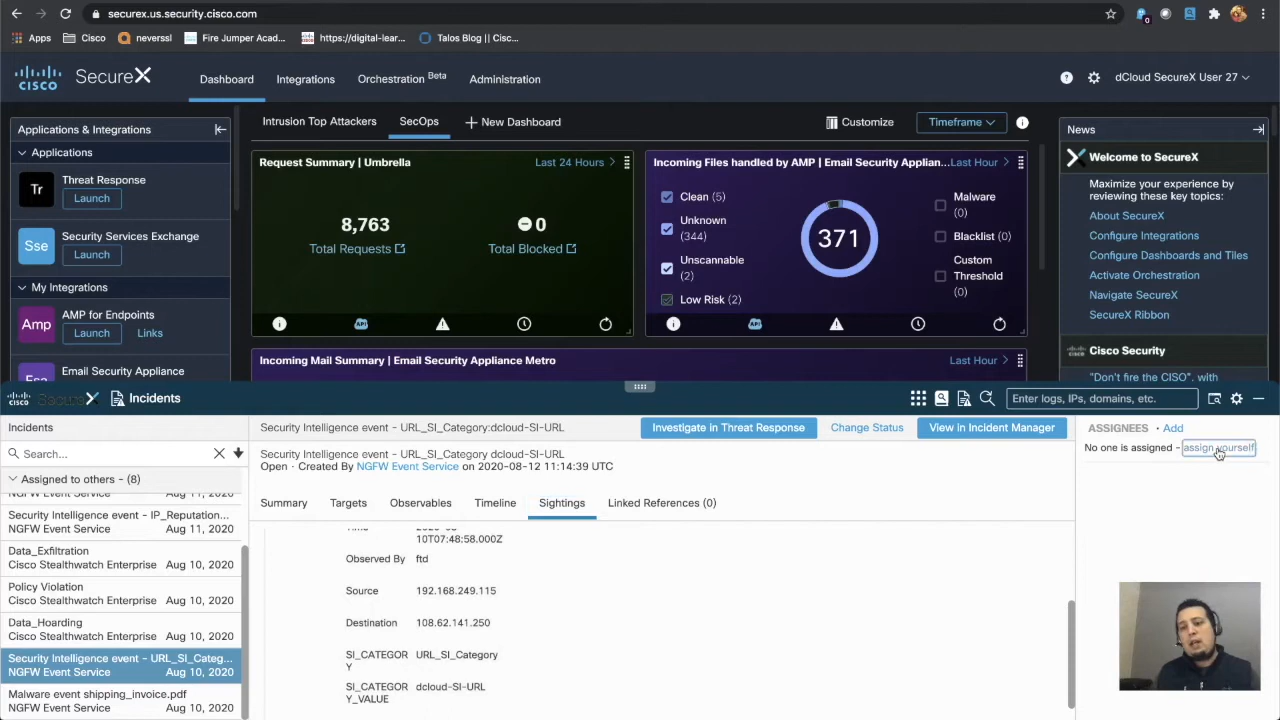 securex.us.security.cisco.com
0
Apps
Cisco
neverssl
Fire Jumper Acad...
https://digital-lear...
Talos Blog || Cisc...
CISCO
SecureX
Dashboard
Integrations
Orchestration Beta
Administration
dCloud SecureX User 27
Applications & Integrations
Applications
Tr
Threat Response
Launch
Sse
Security Services Exchange
Launch
My Integrations
Amp
AMP for Endpoints
Launch
Links
Esa
Email Security Appliance
Intrusion Top Attackers
SecOps
New Dashboard
Customize
Timeframe
Request Summary | Umbrella
Last 24 Hours
8,763
Total Requests
0
Total Blocked
API
Incoming Files handled by AMP | Email Security Applian...
Last Hour
Clean (5)
Unknown
(344)
Unscannable
(2)
Low Risk (2)
371
Malware
(0)
Blacklist (0)
Custom
Threshold
(0)
API
Incoming Mail Summary | Email Security Appliance Metro
Last Hour
News
Welcome to SecureX
Maximize your experience by
reviewing these key topics:
About SecureX
Configure Integrations
Configure Dashboards and Tiles
Activate Orchestration
Navigate SecureX
SecureX Ribbon
CISCO
Cisco Security
"Don't fire the CISO", with
CISCO
SecureX
Incidents
Enter logs, IPs, domains, etc.
Incidents
Search...
Assigned to others - (8)
NGFW Event Service Aug 11, 2020
Security Intelligence event - IP_Reputation...
NGFW Event Service Aug 11, 2020
Data_Exfiltration
Cisco Stealthwatch Enterprise Aug 10, 2020
Policy Violation
Cisco Stealthwatch Enterprise Aug 10, 2020
Data_Hoarding
Cisco Stealthwatch Enterprise Aug 10, 2020
Security Intelligence event - URL_SI_Categ...
NGFW Event Service Aug 10, 2020
Malware event shipping_invoice.pdf
NGFW Event Service Aug 10, 2020
Security Intelligence event - URL_SI_Category:dcloud-SI-URL
Investigate in Threat Response
Change Status
View in Incident Manager
Security Intelligence event - URL_SI_Category:dcloud-SI-URL
Open · Created By NGFW Event Service on 2020-08-12 11:14:39 UTC
Summary
Targets
Observables
Timeline
Sightings
Linked References (0)
10T07:48:58.000Z
Observed By ftd
Source 192.168.249.115
Destination 108.62.141.250
SI_CATEGOR URL_SI_Category
Y
SI_CATEGOR dcloud-SI-URL
Y_VALUE
ASSIGNEES
Add
No one is assigned - assign yourself